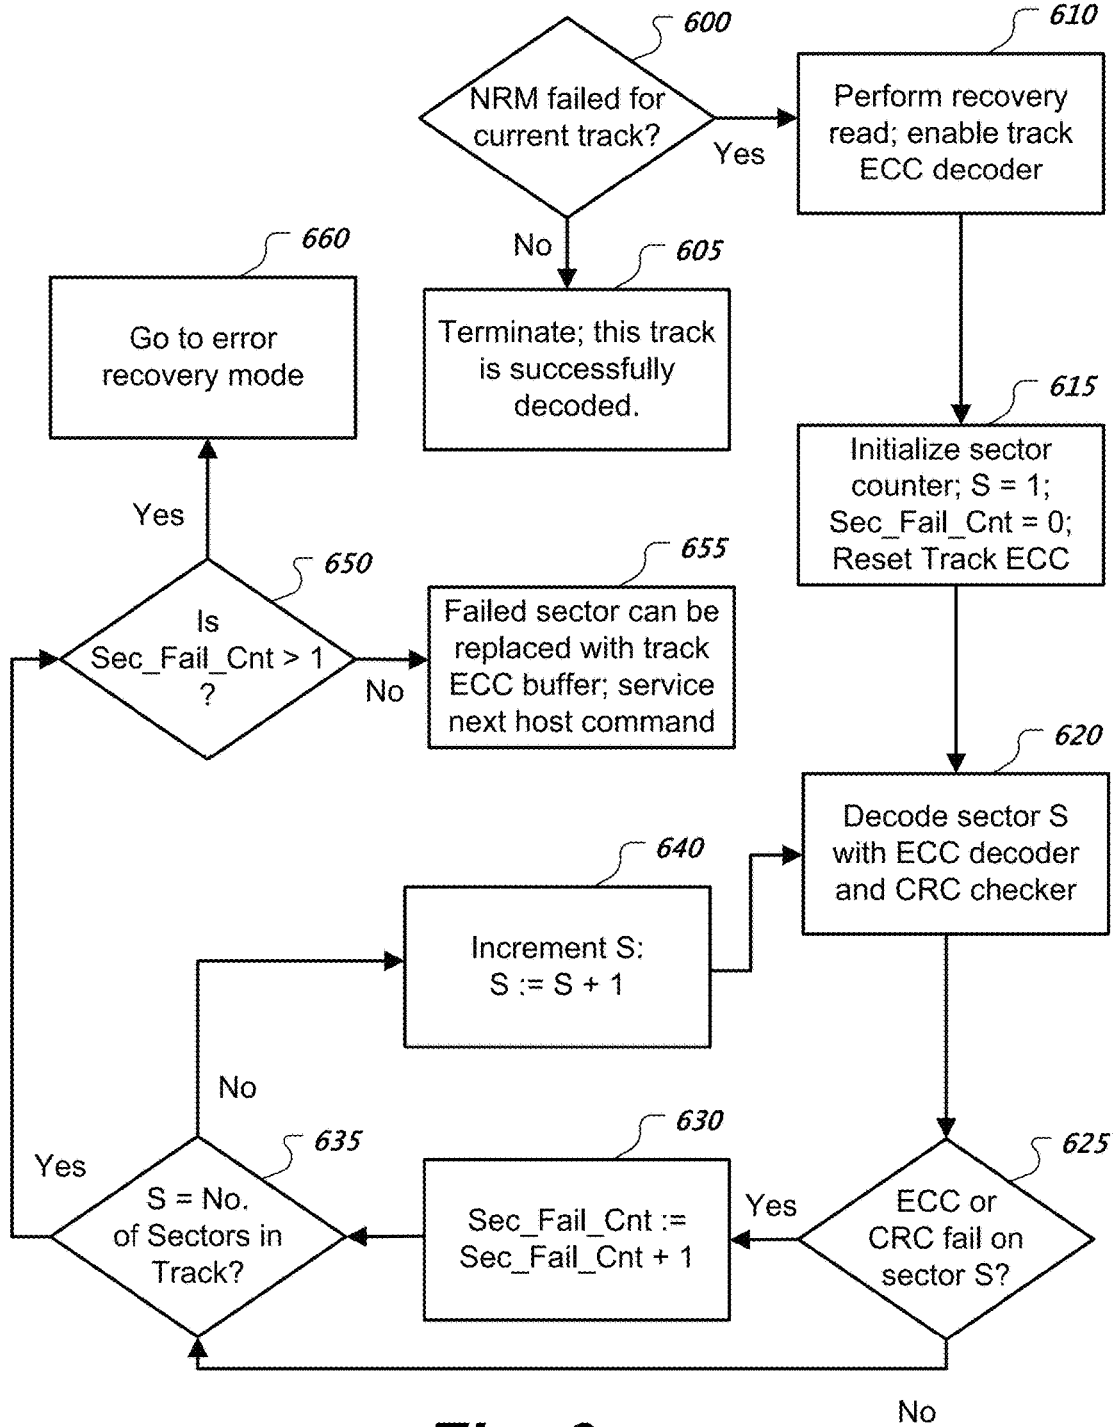 600
NRM failed for
current track?
Yes
No
610
Perform recovery
read; enable track
ECC decoder
605
Terminate; this track
is successfully
decoded.
660
Go to error
recovery mode
615
Initialize sector
counter; S = 1;
Sec_Fail_Cnt = 0;
Reset Track ECC
Yes
650
Is
Sec_Fail_Cnt > 1
?
No
655
Failed sector can be
replaced with track
ECC buffer; service
next host command
620
Decode sector S
with ECC decoder
and CRC checker
640
Increment S:
S := S + 1
No
Yes
635
S = No.
of Sectors in
Track?
630
Sec_Fail_Cnt :=
Sec_Fail_Cnt + 1
Yes
625
ECC or
CRC fail on
sector S?
No